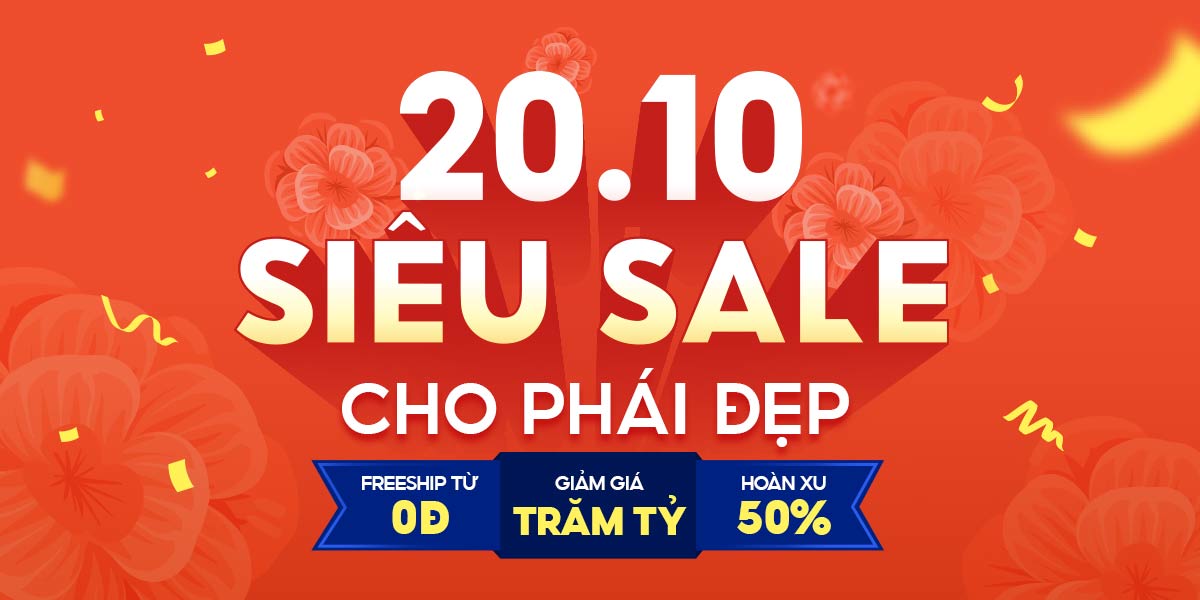 20.10
SIÊU SALE
CHO PHÁI ĐẸP
FREESHIP TỪ
0Đ
GIẢM GIÁ
TRĂM TỶ
HOÀN XU
50%